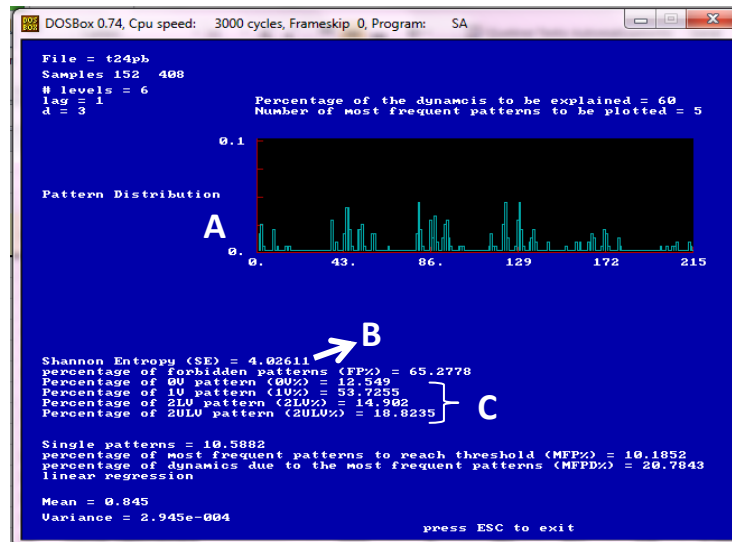 DOSBox 0.74, Cpu speed: 3000 cycles, Frameskip 0, Program: SA
File = t24pb
Samples 152 408
# levels = 6
lag = 1
d = 3
Percentage of the dynamcis to be explained = 60
Number of most frequent patterns to be plotted = 5
0.1
Pattern Distribution
A
0.
0. 43. 86. 129 172 215
B
Shannon Entropy (SE) = 4.02611
percentage of forbidden patterns (FP%) = 65.2778
Percentage of 0V pattern (0V%) = 12.549
Percentage of 1V pattern (1V%) = 53.7255
Percentage of 2LV pattern (2LV%) = 14.902
Percentage of 2ULV pattern (2ULV%) = 18.8235
C
Single patterns = 10.5882
percentage of most frequent patterns to reach threshold (MFP%) = 10.1852
percentage of dynamics due to the most frequent patterns (MFPD%) = 20.7843
linear regression
Mean = 0.845
Variance = 2.945e-004
press ESC to exit